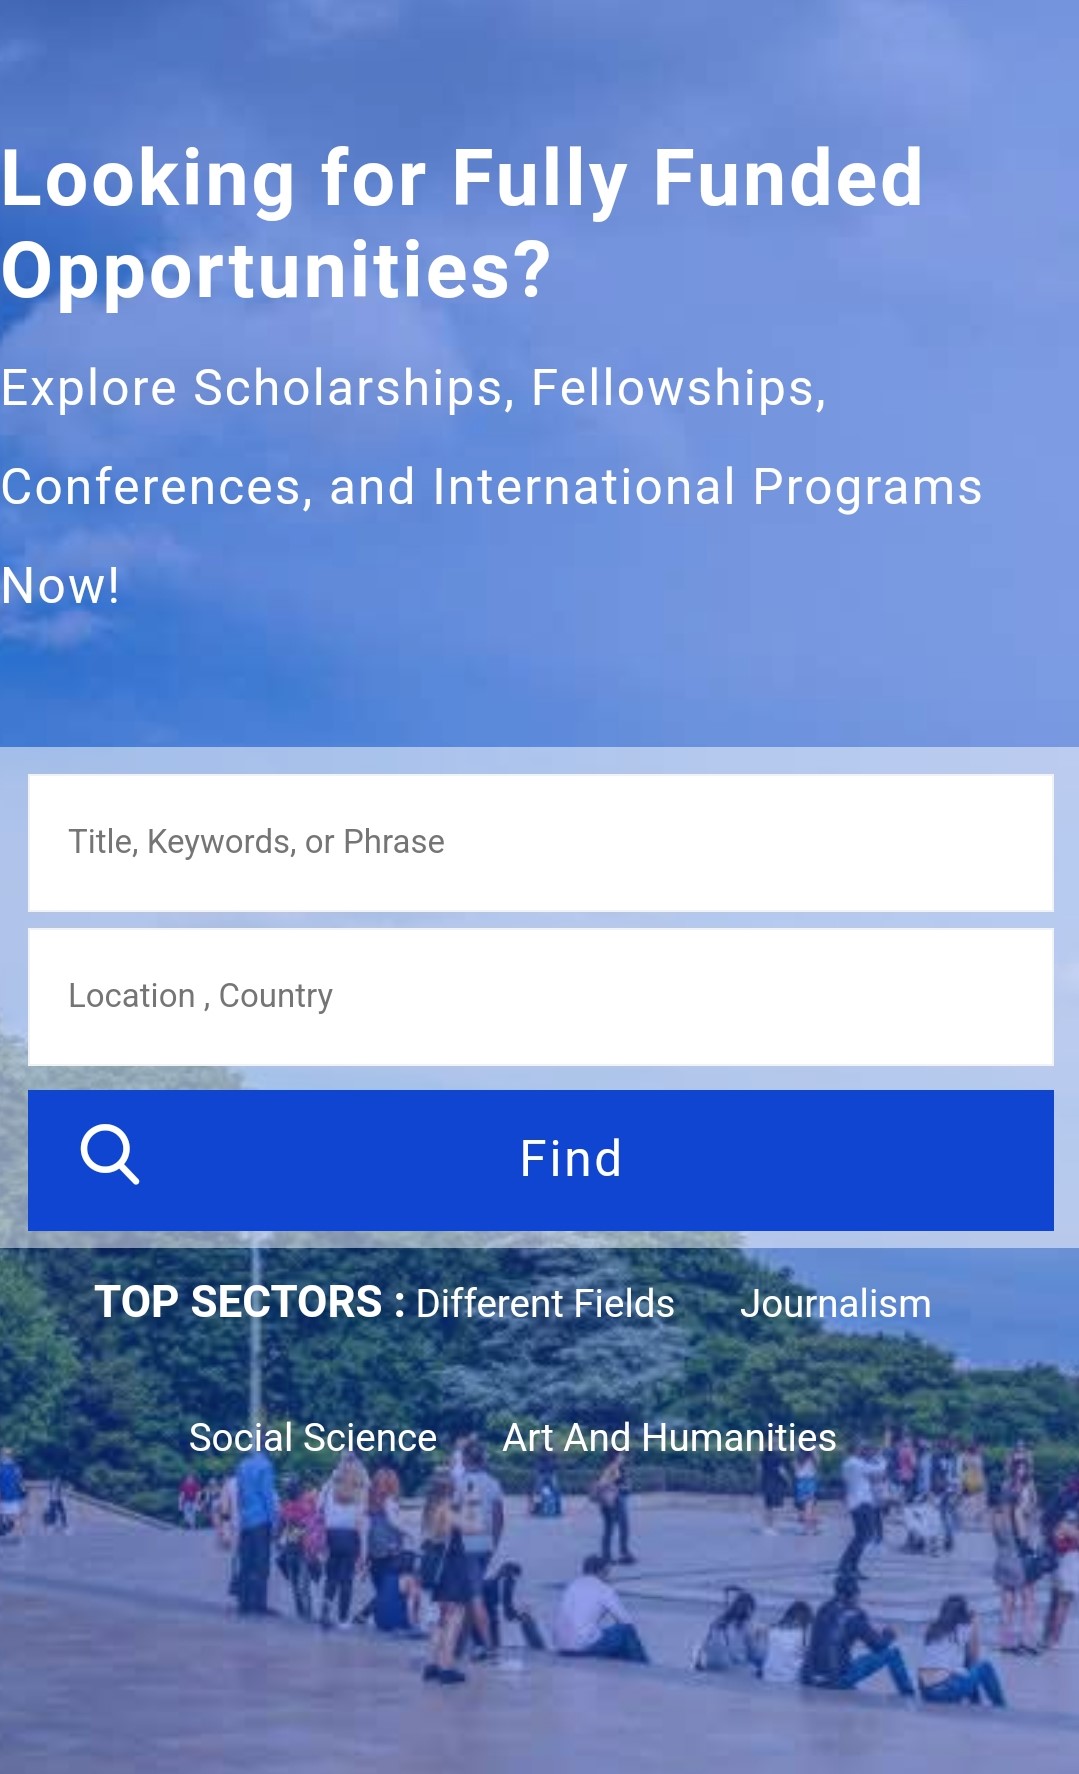 Looking for Fully Funded
Opportunities?
Explore Scholarships, Fellowships,
Conferences, and International Programs
Now!
Title, Keywords, or Phrase
Location , Country
Find
TOP SECTORS : Different Fields Journalism
Social Science Art And Humanities